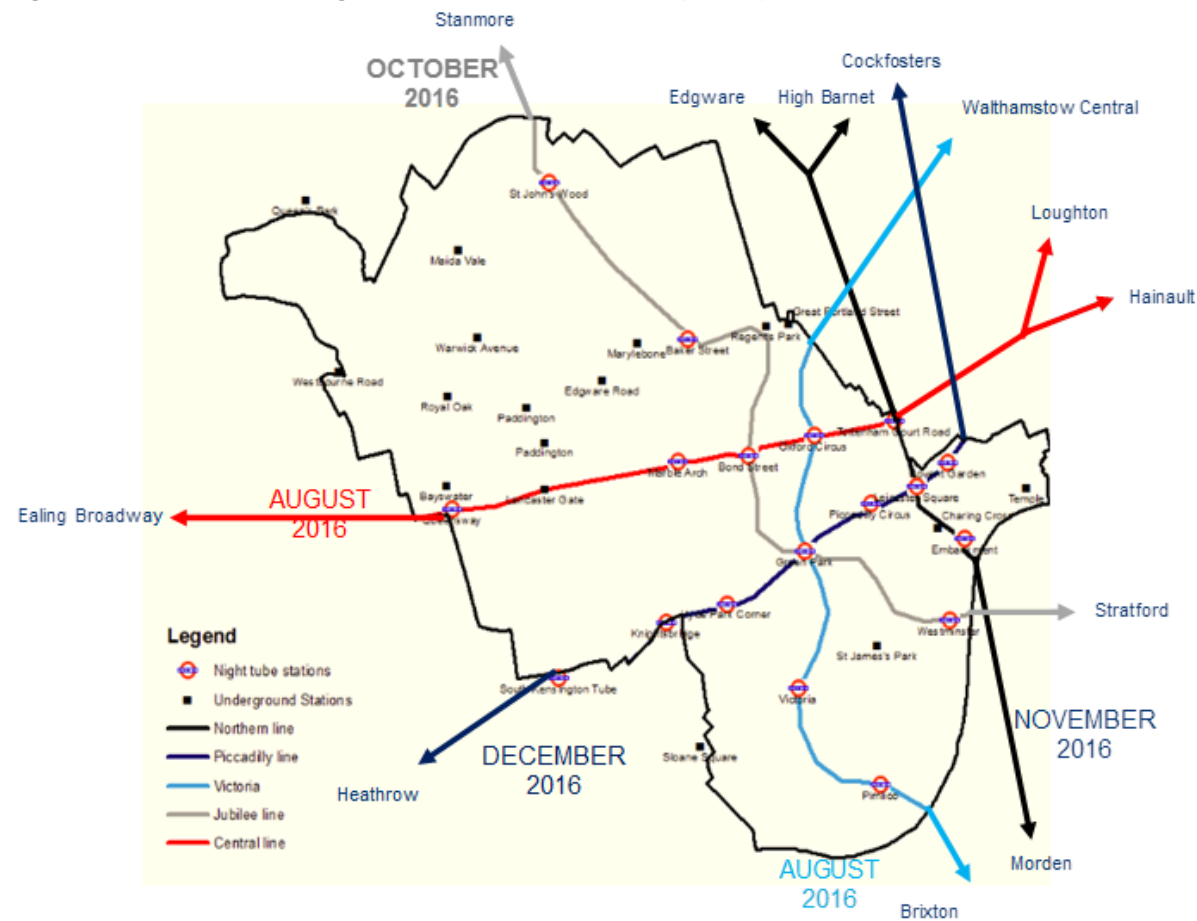 Stanmore
OCTOBER
2016
Cockfosters
Edgware
High Barnet
Walthamstow Central
Loughton
Hainault
St John's Wood
Queen's Park
Maida Vale
Great Portland Street
Regents Park
Warwick Avenue
Marylebone
Baker Street
Westbourne Road
Edgware Road
Royal Oak
Paddington
Paddington
Tottenham Court Road
Oxford Circus
Bond Street
Marble Arch
Covent Garden
Bayswater
Lancaster Gate
Leicester Square
Temple
Queensway
Piccadilly Circus
Charing Cross
Ealing Broadway
AUGUST
2016
Embankment
Green Park
Hyde Park Corner
Stratford
Knightsbridge
Westminster
St James's Park
South Kensington Tube
Victoria
Sloane Square
Pimlico
Legend
Night tube stations
Underground Stations
Northern line
Piccadilly line
Victoria
Jubilee line
Central line
DECEMBER
2016
Heathrow
NOVEMBER
2016
Morden
AUGUST
2016
Brixton